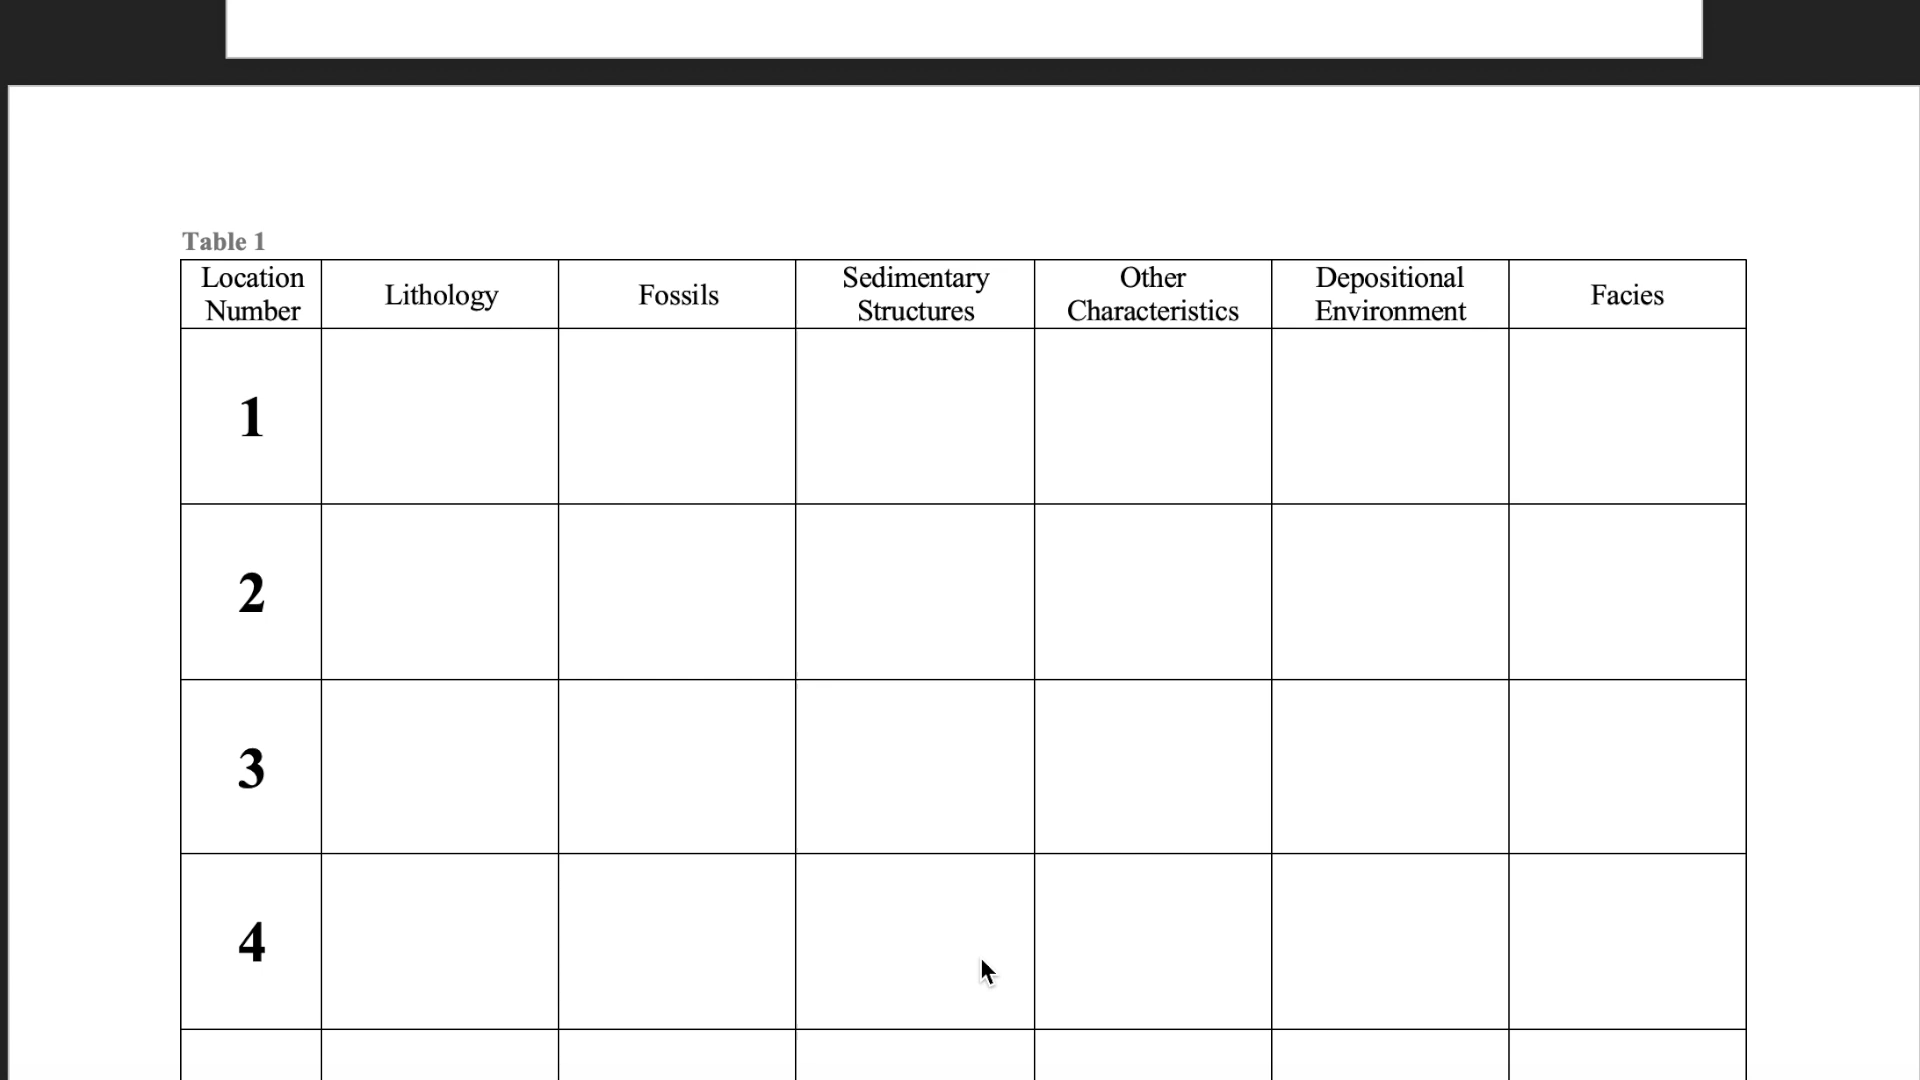 Table 1
Location
Number
Lithology
Fossils
Sedimentary
Structures
Other
Characteristics
Depositional
Environment
Facies
1
2
3
4